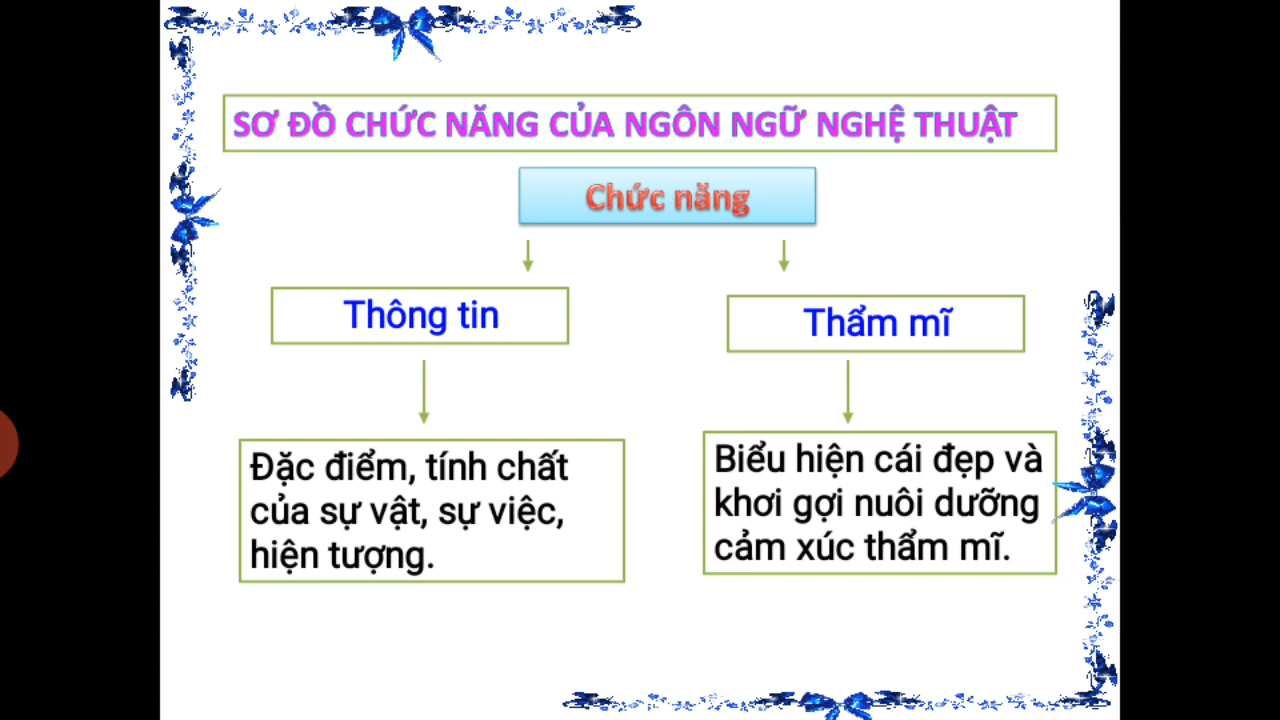 SƠ ĐỒ CHỨC NĂNG CỦA NGÔN NGỮ NGHỆ THUẬT
Chức năng
Thông tin
Thẩm mĩ
Đặc điểm, tính chất
của sự vật, sự việc,
hiện tượng.
Biểu hiện cái đẹp và
khơi gợi nuôi dưỡng
cảm xúc thẩm mĩ.